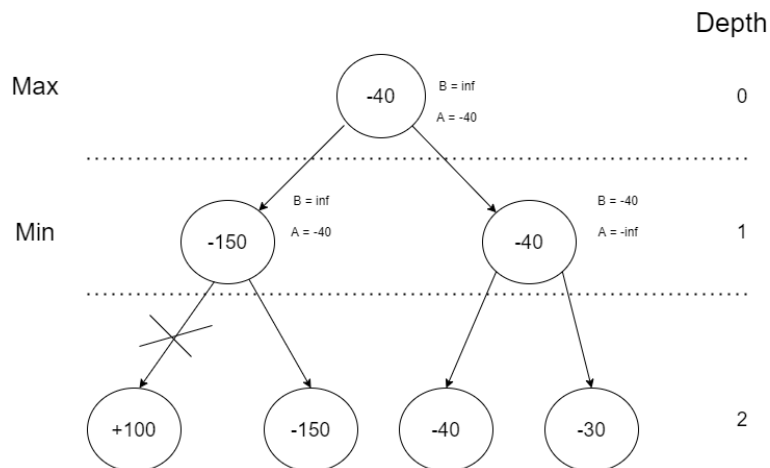 Depth
Max
-40
B = inf
A = -40
0
Min
-150
B = inf
A = -40
-40
B = -40
A = -inf
1
+100
-150
-40
-30
2